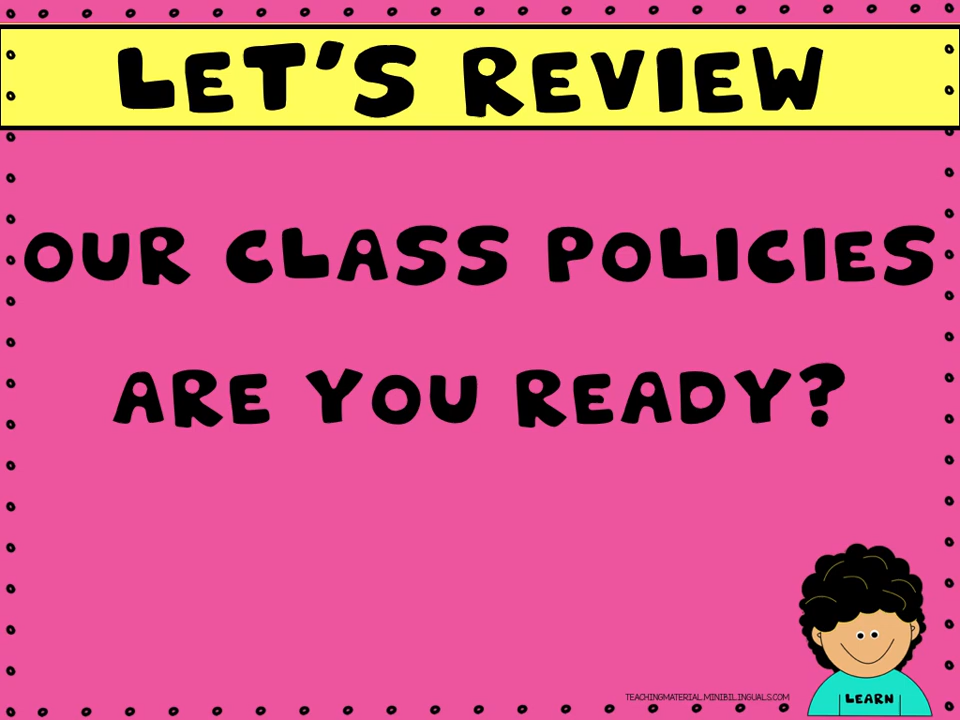 LET'S REVIEW
OUR CLASS POLICIES
ARE YOU READY?
TEACHINGMATERIAL.MINIBILINGUALS.COM
LEARN